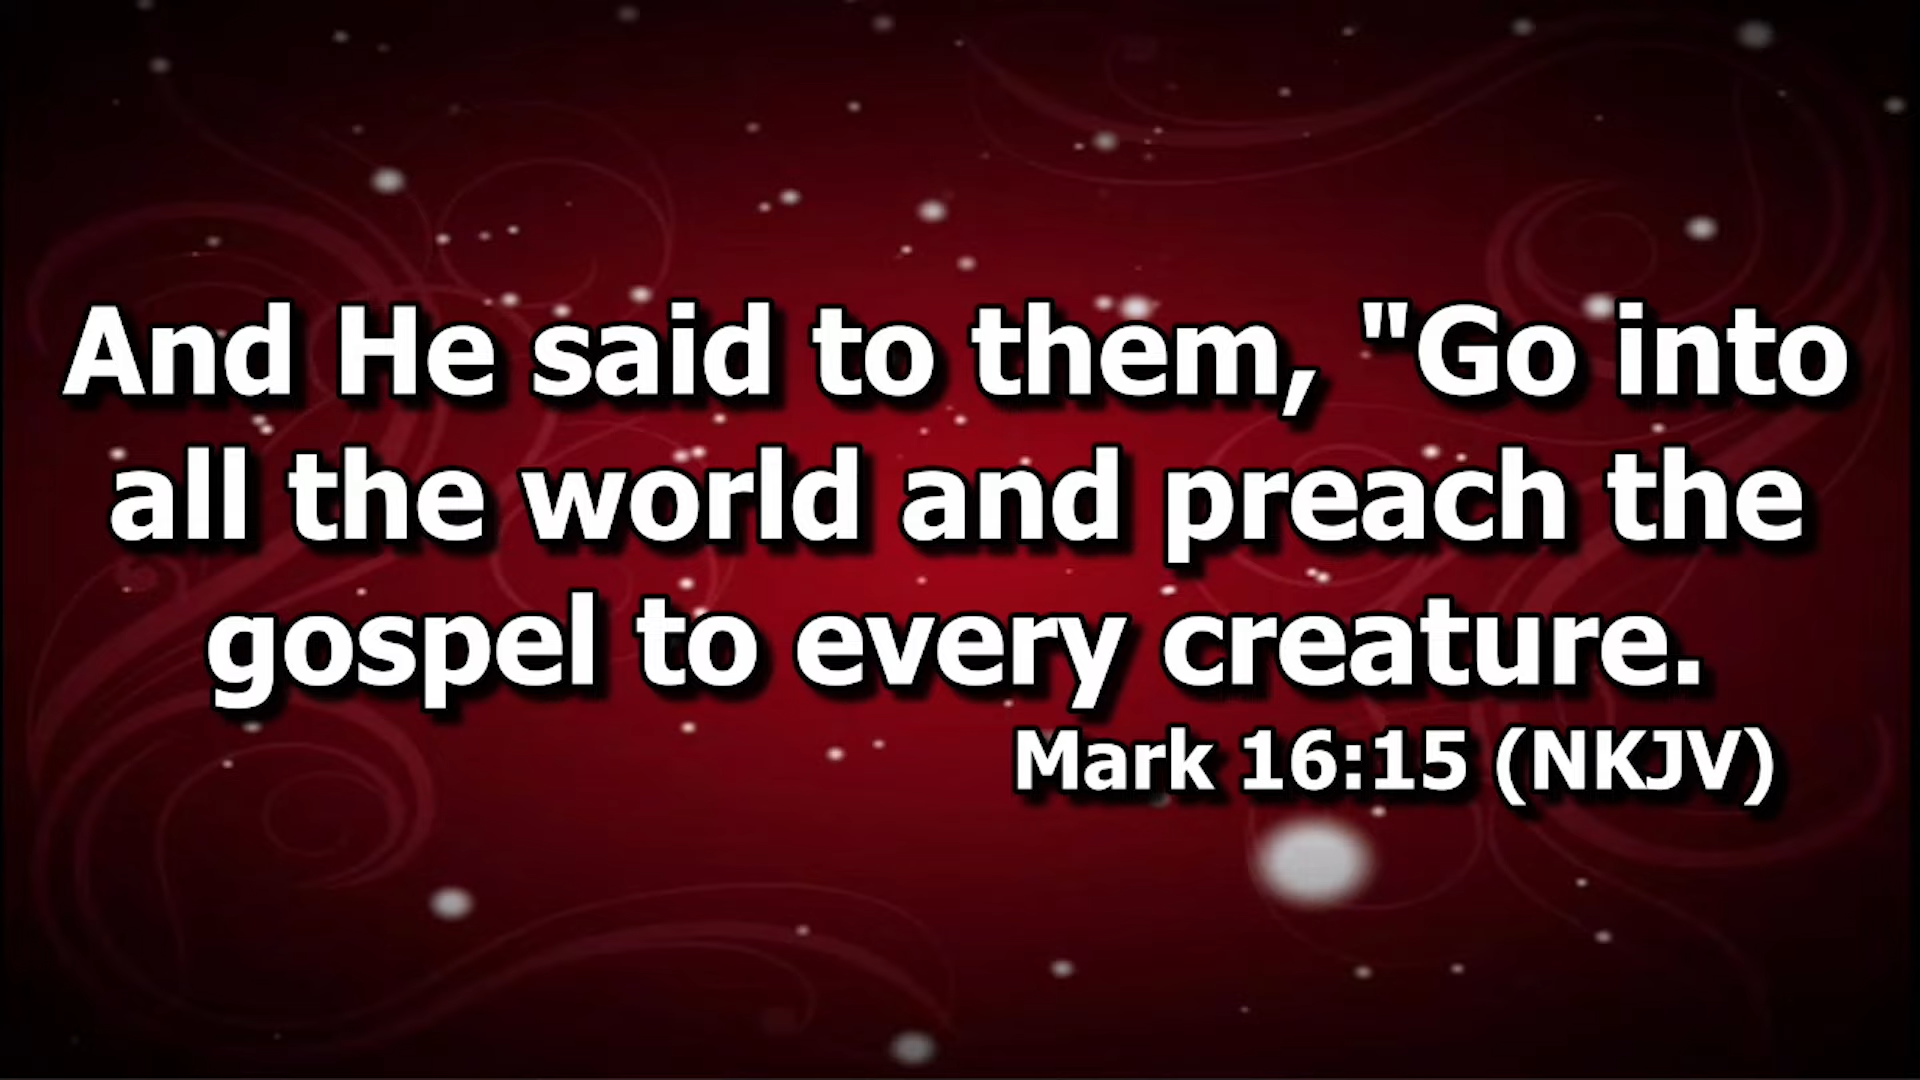 And He said to them, "Go into
all the world and preach the
gospel to every creature.
Mark 16:15 (NKJV)